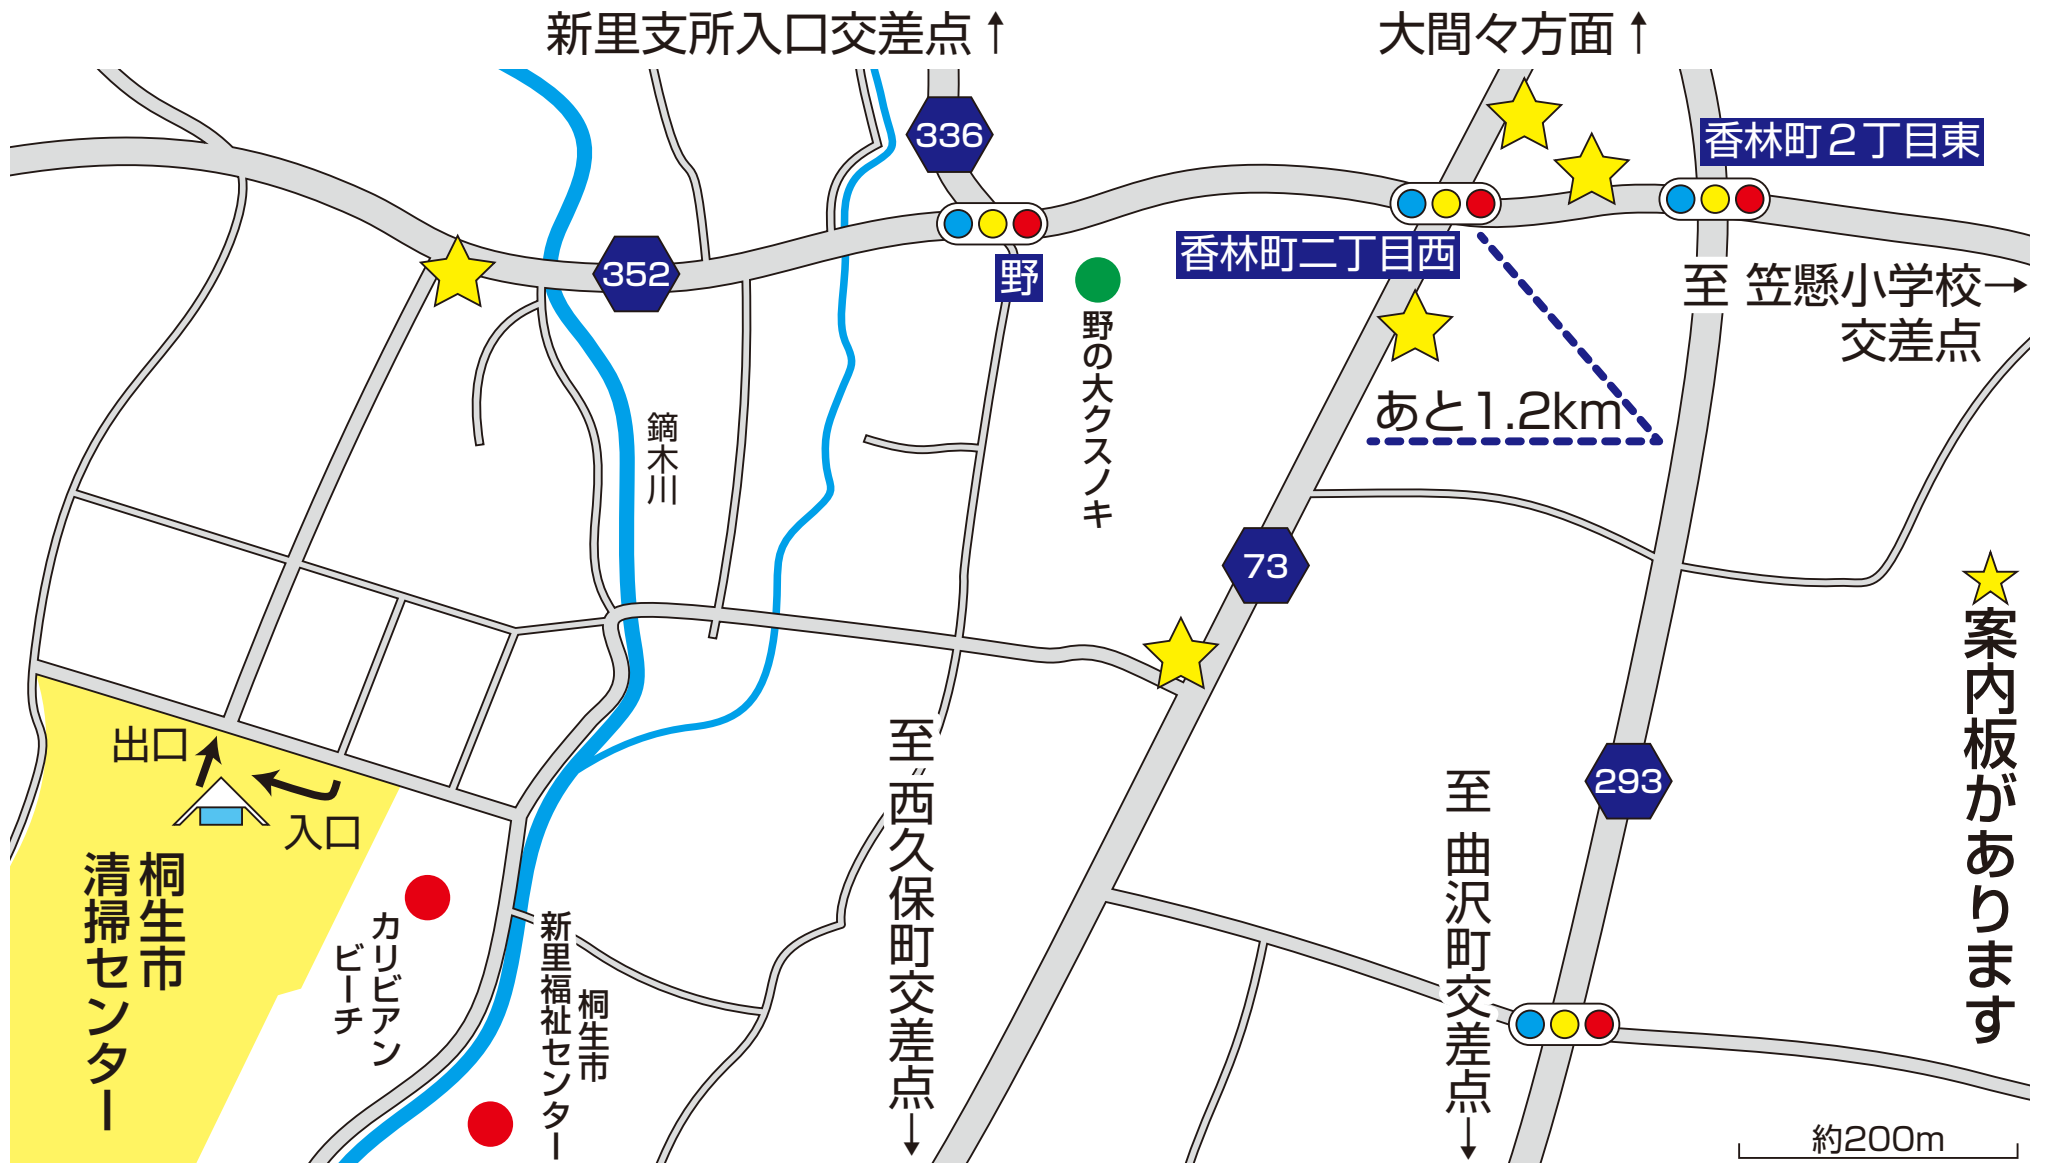 新里支所入口交差点↑
大間々方面↑
336
香林町２丁目東
352
野
香林町二丁目西
至 笠懸小学校→
交差点
野の大クスノキ
あと1.2km
鏑木川
73
案内板があります
293
出口
入口
桐生市
清掃センター
カリビアン
ビーチ
桐生市
新里福祉センター
至 西久保町交差点↓
至 曲沢町交差点↓
約200m